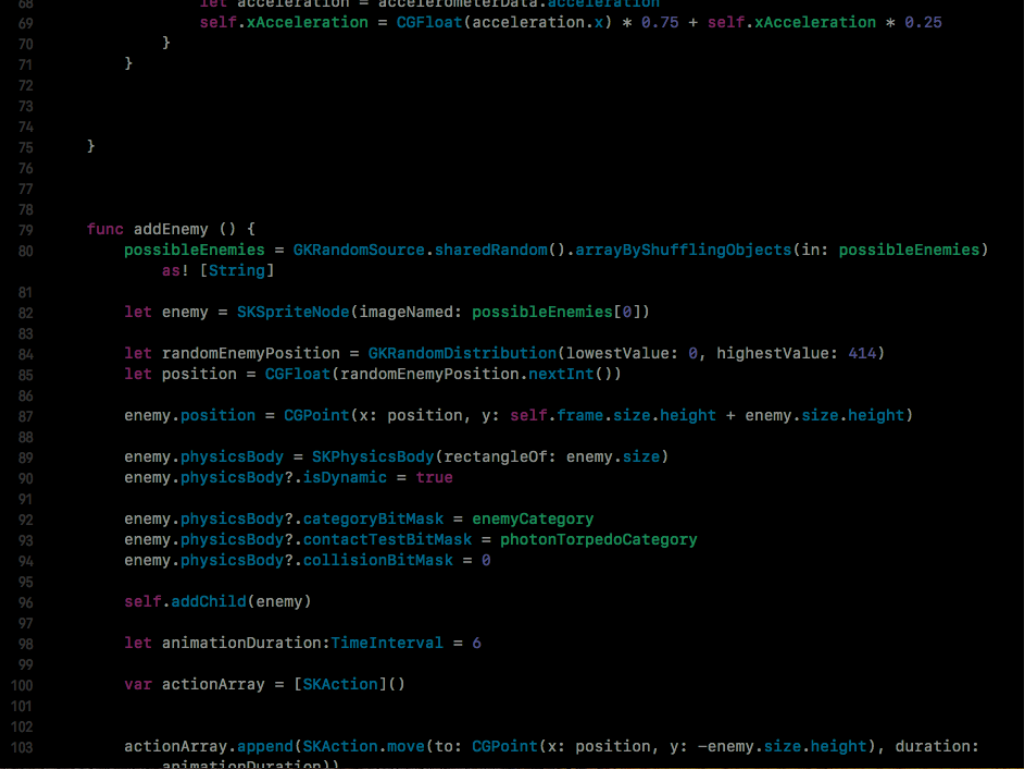 68 let acceleration = accelerometerData.acceleration
69 self.xAcceleration = CGFloat(acceleration.x) * 0.75 + self.xAcceleration * 0.25
70 }
71 }
72
73
74
75 }
76
77
78
79 func addEnemy () {
80 possibleEnemies = GKRandomSource.sharedRandom().arrayByShufflingObjects(in: possibleEnemies)
as! [String]
81
82 let enemy = SKSpriteNode(imageNamed: possibleEnemies[0])
83
84 let randomEnemyPosition = GKRandomDistribution(lowestValue: 0, highestValue: 414)
85 let position = CGFloat(randomEnemyPosition.nextInt())
86
87 enemy.position = CGPoint(x: position, y: self.frame.size.height + enemy.size.height)
88
89 enemy.physicsBody = SKPhysicsBody(rectangleOf: enemy.size)
90 enemy.physicsBody?.isDynamic = true
91
92 enemy.physicsBody?.categoryBitMask = enemyCategory
93 enemy.physicsBody?.contactTestBitMask = photonTorpedoCategory
94 enemy.physicsBody?.collisionBitMask = 0
95
96 self.addChild(enemy)
97
98 let animationDuration:TimeInterval = 6
99
100 var actionArray = [SKAction]()
101
102
103 actionArray.append(SKAction.move(to: CGPoint(x: position, y: -enemy.size.height), duration:
animationDuration))